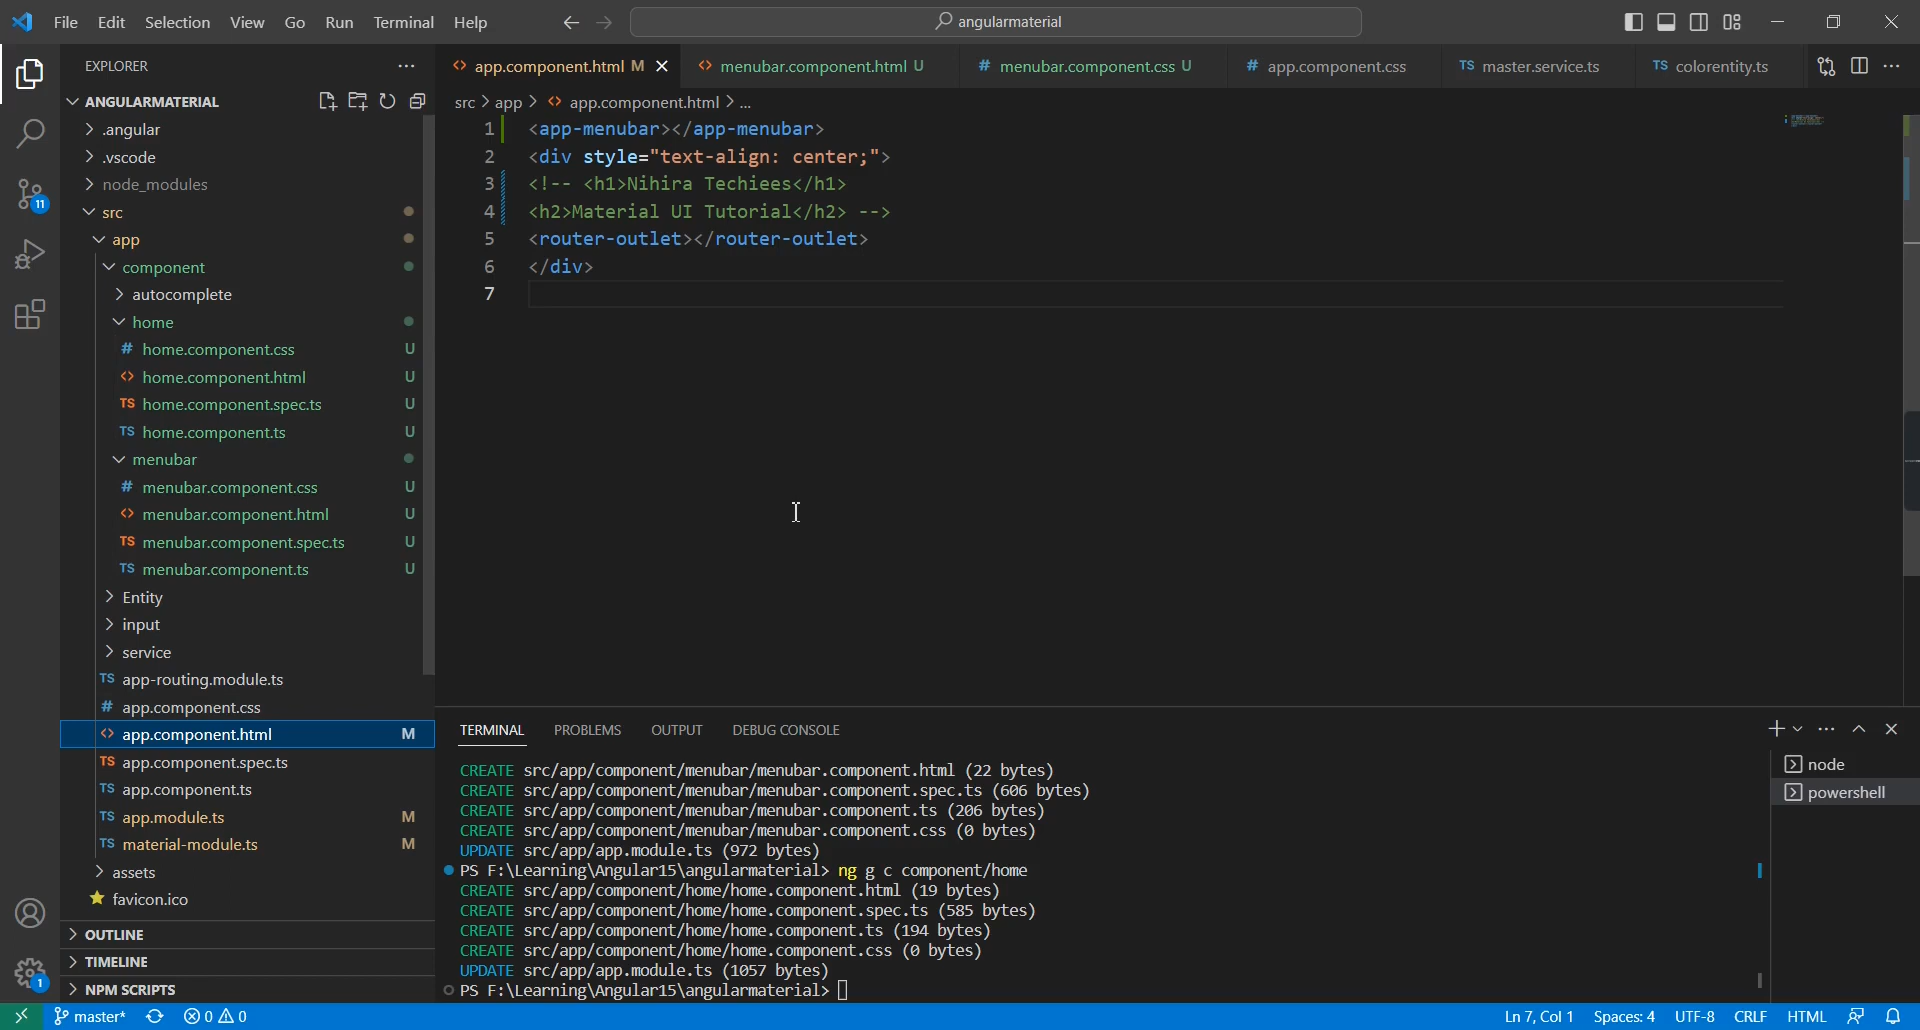 File Edit Selection View Go Run Terminal Help
angularmaterial
EXPLORER
ANGULARMATERIAL
.angular
.vscode
node_modules
src
app
component
autocomplete
home
# home.component.css U
<> home.component.html U
TS home.component.spec.ts U
TS home.component.ts U
menubar
# menubar.component.css U
<> menubar.component.html U
TS menubar.component.spec.ts U
TS menubar.component.ts U
Entity
input
service
TS app-routing.module.ts
# app.component.css
<> app.component.html M
TS app.component.spec.ts
TS app.component.ts
TS app.module.ts M
TS material-module.ts M
assets
favicon.ico
OUTLINE
TIMELINE
NPM SCRIPTS
11
1
<> app.component.html M
<> menubar.component.html U
# menubar.component.css U
# app.component.css
TS master.service.ts
TS colorentity.ts
src > app > <> app.component.html > ...
1 <app-menubar></app-menubar>
2 <div style="text-align: center;">
3 <!-- <h1>Nihira Techiees</h1>
4 <h2>Material UI Tutorial</h2> -->
5 <router-outlet></router-outlet>
6 </div>
7
TERMINAL PROBLEMS OUTPUT DEBUG CONSOLE
CREATE src/app/component/menubar/menubar.component.html (22 bytes)
CREATE src/app/component/menubar/menubar.component.spec.ts (606 bytes)
CREATE src/app/component/menubar/menubar.component.ts (206 bytes)
CREATE src/app/component/menubar/menubar.component.css (0 bytes)
UPDATE src/app/app.module.ts (972 bytes)
PS F:\Learning\Angular15\angularmaterial> ng g c component/home
CREATE src/app/component/home/home.component.html (19 bytes)
CREATE src/app/component/home/home.component.spec.ts (585 bytes)
CREATE src/app/component/home/home.component.ts (194 bytes)
CREATE src/app/component/home/home.component.css (0 bytes)
UPDATE src/app/app.module.ts (1057 bytes)
PS F:\Learning\Angular15\angularmaterial>
node
powershell
master* 0 0
Ln 7, Col 1 Spaces: 4 UTF-8 CRLF HTML